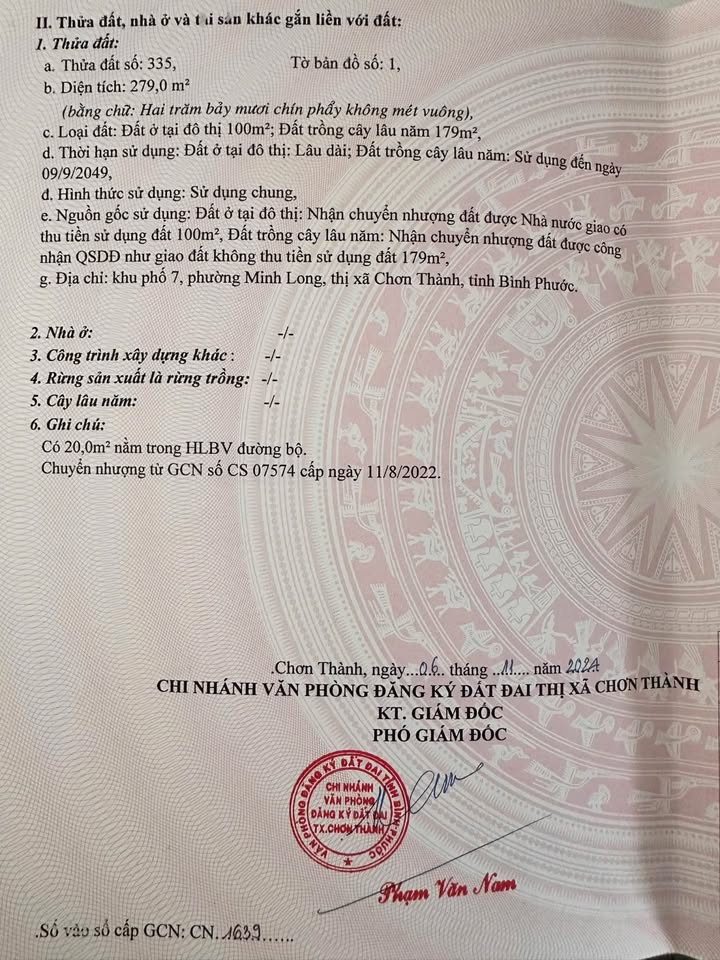 II. Thửa đất, nhà ở và tài sản khác gắn liền với đất:
1. Thửa đất:
a. Thửa đất số: 335, Tờ bản đồ số: 1,
b. Diện tích: 279,0 m²
(bằng chữ: Hai trăm bảy mươi chín phẩy không mét vuông),
c. Loại đất: Đất ở tại đô thị 100m²; Đất trồng cây lâu năm 179m²,
d. Thời hạn sử dụng: Đất ở tại đô thị: Lâu dài; Đất trồng cây lâu năm: Sử dụng đến ngày
09/9/2049,
đ. Hình thức sử dụng: Sử dụng chung,
e. Nguồn gốc sử dụng: Đất ở tại đô thị: Nhận chuyển nhượng đất được Nhà nước giao có
thu tiền sử dụng đất 100m², Đất trồng cây lâu năm: Nhận chuyển nhượng đất được công
nhận QSDĐ như giao đất không thu tiền sử dụng đất 179m²,
g. Địa chỉ: khu phố 7, phường Minh Long, thị xã Chơn Thành, tỉnh Bình Phước.
2. Nhà ở: -/-
3. Công trình xây dựng khác : -/-
4. Rừng sản xuất là rừng trồng: -/-
5. Cây lâu năm: -/-
6. Ghi chú:
Có 20,0m² nằm trong HLBV đường bộ.
Chuyển nhượng từ GCN số CS 07574 cấp ngày 11/8/2022.
.Chơn Thành, ngày...06.. tháng ..11.... năm 2024
CHI NHÁNH VĂN PHÒNG ĐĂNG KÝ ĐẤT ĐAI THỊ XÃ CHƠN THÀNH
KT. GIÁM ĐỐC
PHÓ GIÁM ĐỐC
VĂN PHÒNG ĐĂNG KÝ ĐẤT ĐAI TỈNH BÌNH PHƯỚC
CHI NHÁNH
VĂN PHÒNG
ĐĂNG KÝ ĐẤT ĐAI
TX.CHƠN THÀNH
Phạm Văn Nam
.Số vào sổ cấp GCN: CN.1639......